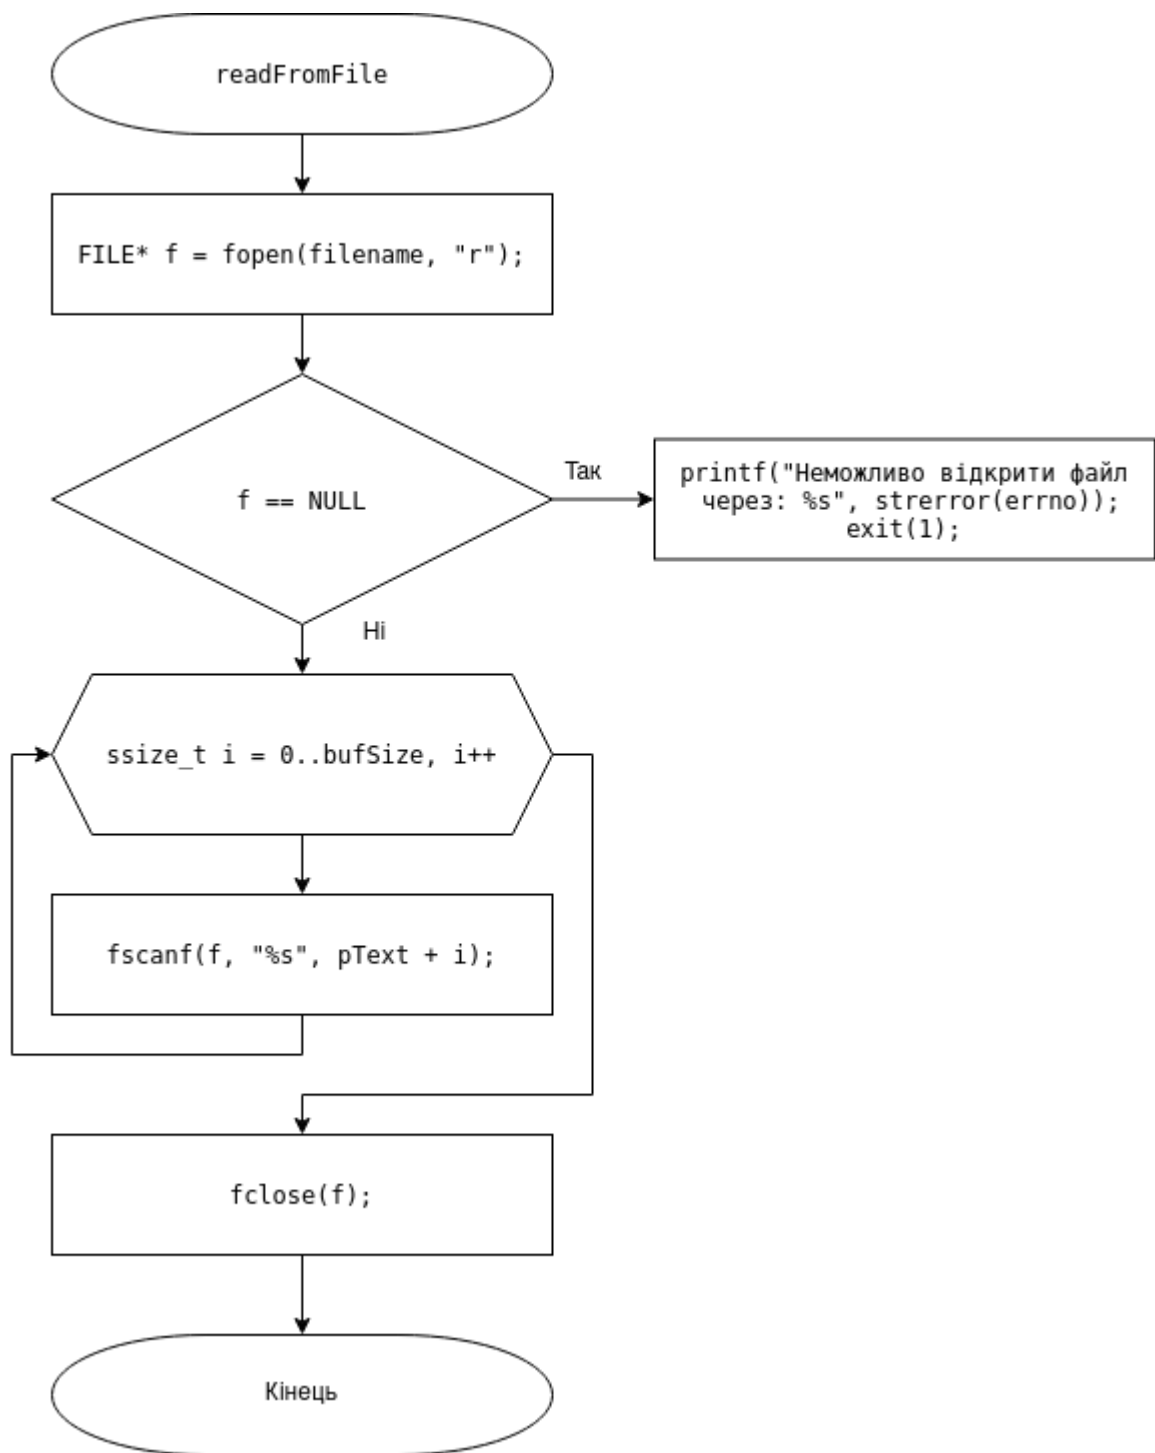 readFromFile
FILE* f = fopen(filename, "r");
f == NULL
Так
printf("Неможливо відкрити файл
через: %s", strerror(errno));
exit(1);
Ні
ssize_t i = 0..bufSize, i++
fscanf(f, "%s", pText + i);
fclose(f);
Кінець